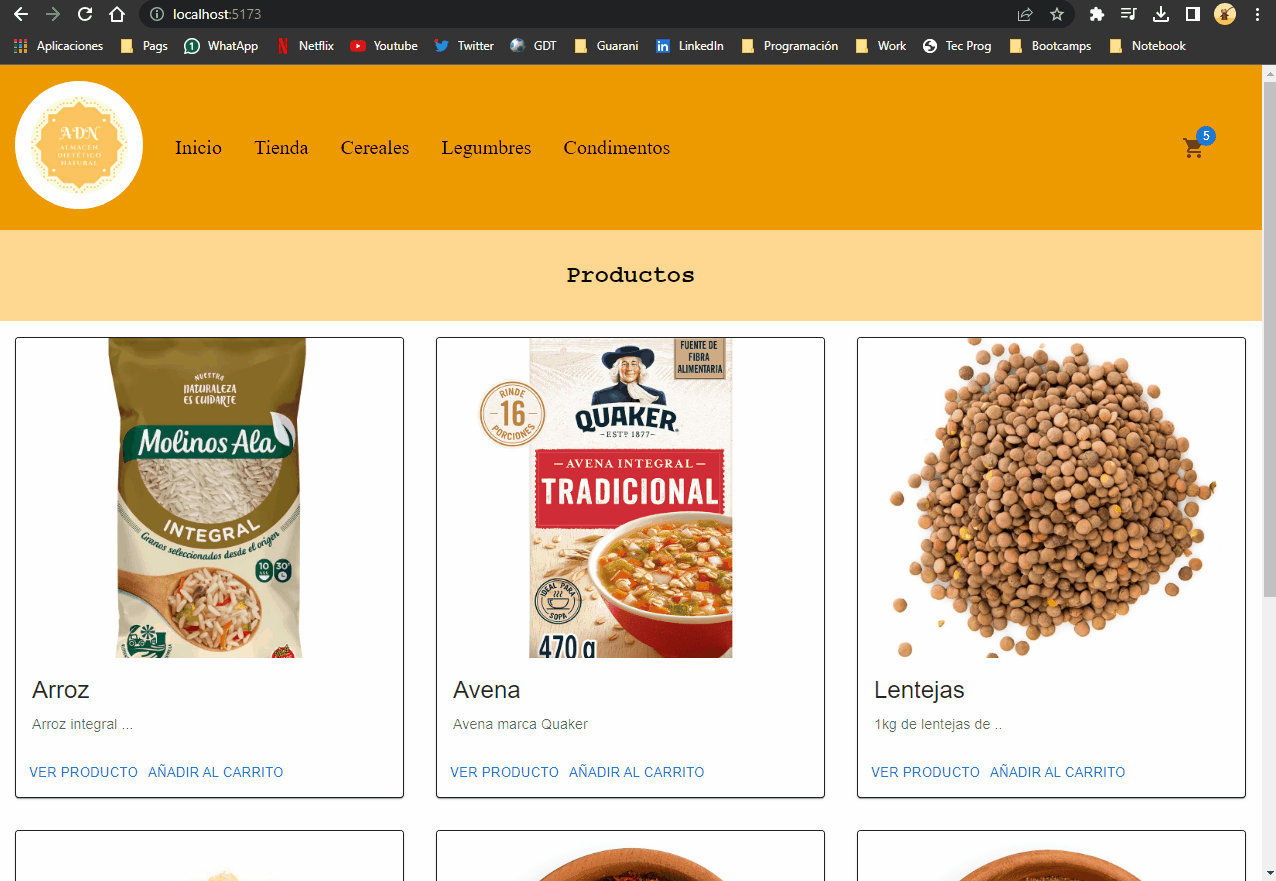 localhost:5173
Aplicaciones Pags WhatsApp Netflix Youtube Twitter GDT Guarani LinkedIn Programación Work Tec Prog Bootcamps Notebook
ADN
ALMACÉN
DIETÉTICO
NATURAL
Inicio Tienda Cereales Legumbres Condimentos
5
Productos
NUESTRA
NATURALEZA
ES CUIDARTE
Molinos Ala
INTEGRAL
Granos seleccionados desde el origen
10 30'
Arroz
Arroz integral ...
VER PRODUCTO AÑADIR AL CARRITO
FUENTE DE
FIBRA
ALIMENTARIA
RINDE
16
PORCIONES
QUAKER
ESTD 1877
AVENA INTEGRAL
TRADICIONAL
IDEAL PARA
SOPA
470 g
Avena
Avena marca Quaker
VER PRODUCTO AÑADIR AL CARRITO
Lentejas
1kg de lentejas de ..
VER PRODUCTO AÑADIR AL CARRITO